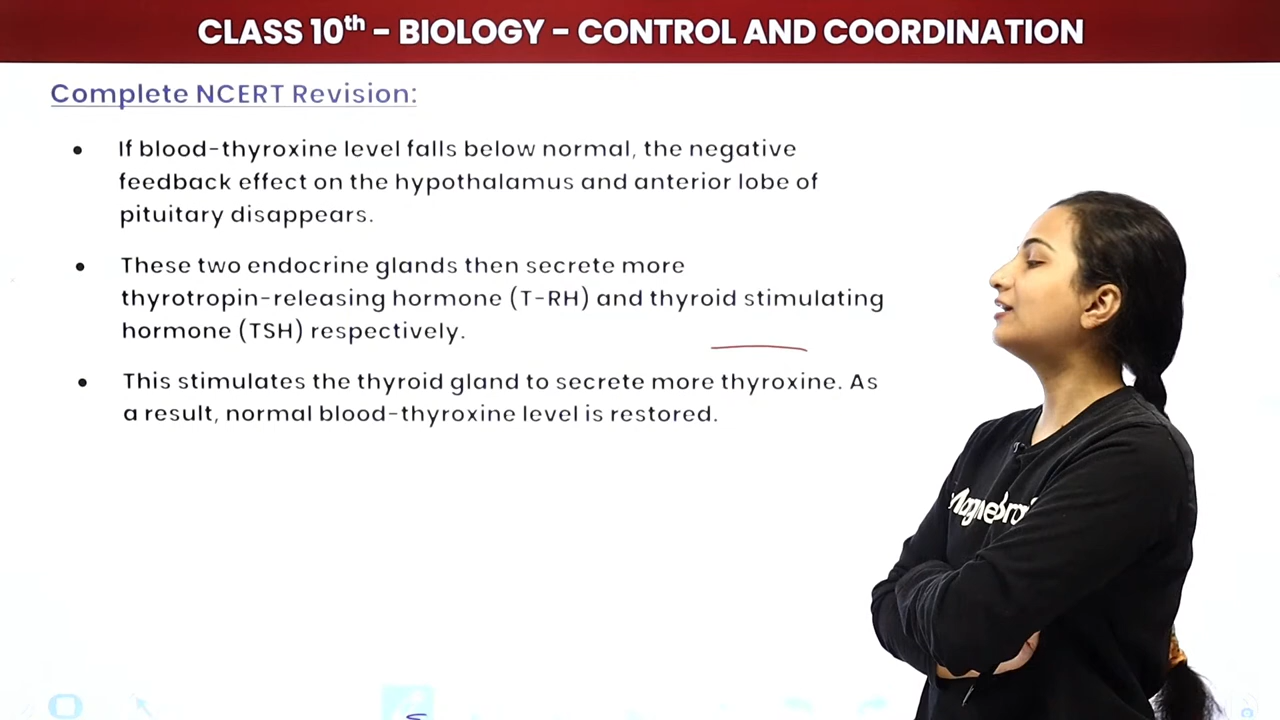 CLASS 10th - BIOLOGY - CONTROL AND COORDINATION
Complete NCERT Revision:
• If blood-thyroxine level falls below normal, the negative
feedback effect on the hypothalamus and anterior lobe of
pituitary disappears.
• These two endocrine glands then secrete more
thyrotropin-releasing hormone (T-RH) and thyroid stimulating
hormone (TSH) respectively.
• This stimulates the thyroid gland to secrete more thyroxine. As
a result, normal blood-thyroxine level is restored.